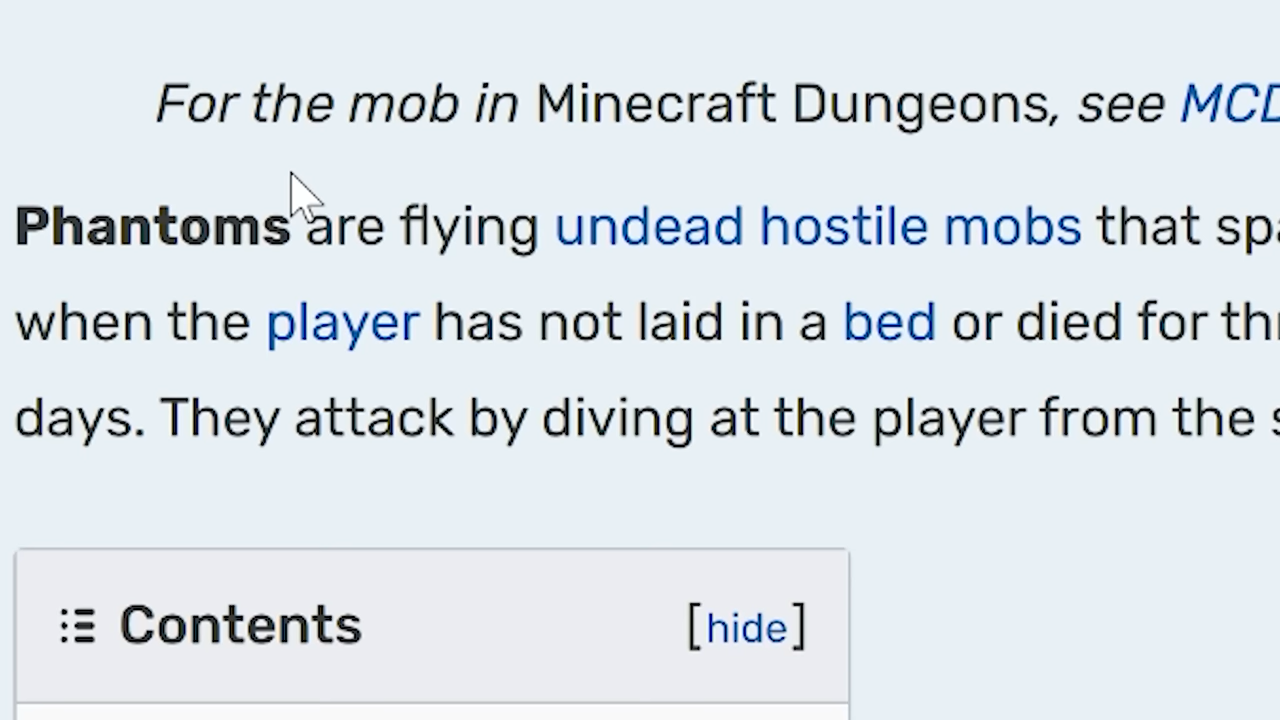 For the mob in Minecraft Dungeons, see
Phantoms are flying undead hostile mobs that
when the player has not laid in a bed or died for
days. They attack by diving at the player from the
Contents [hide]